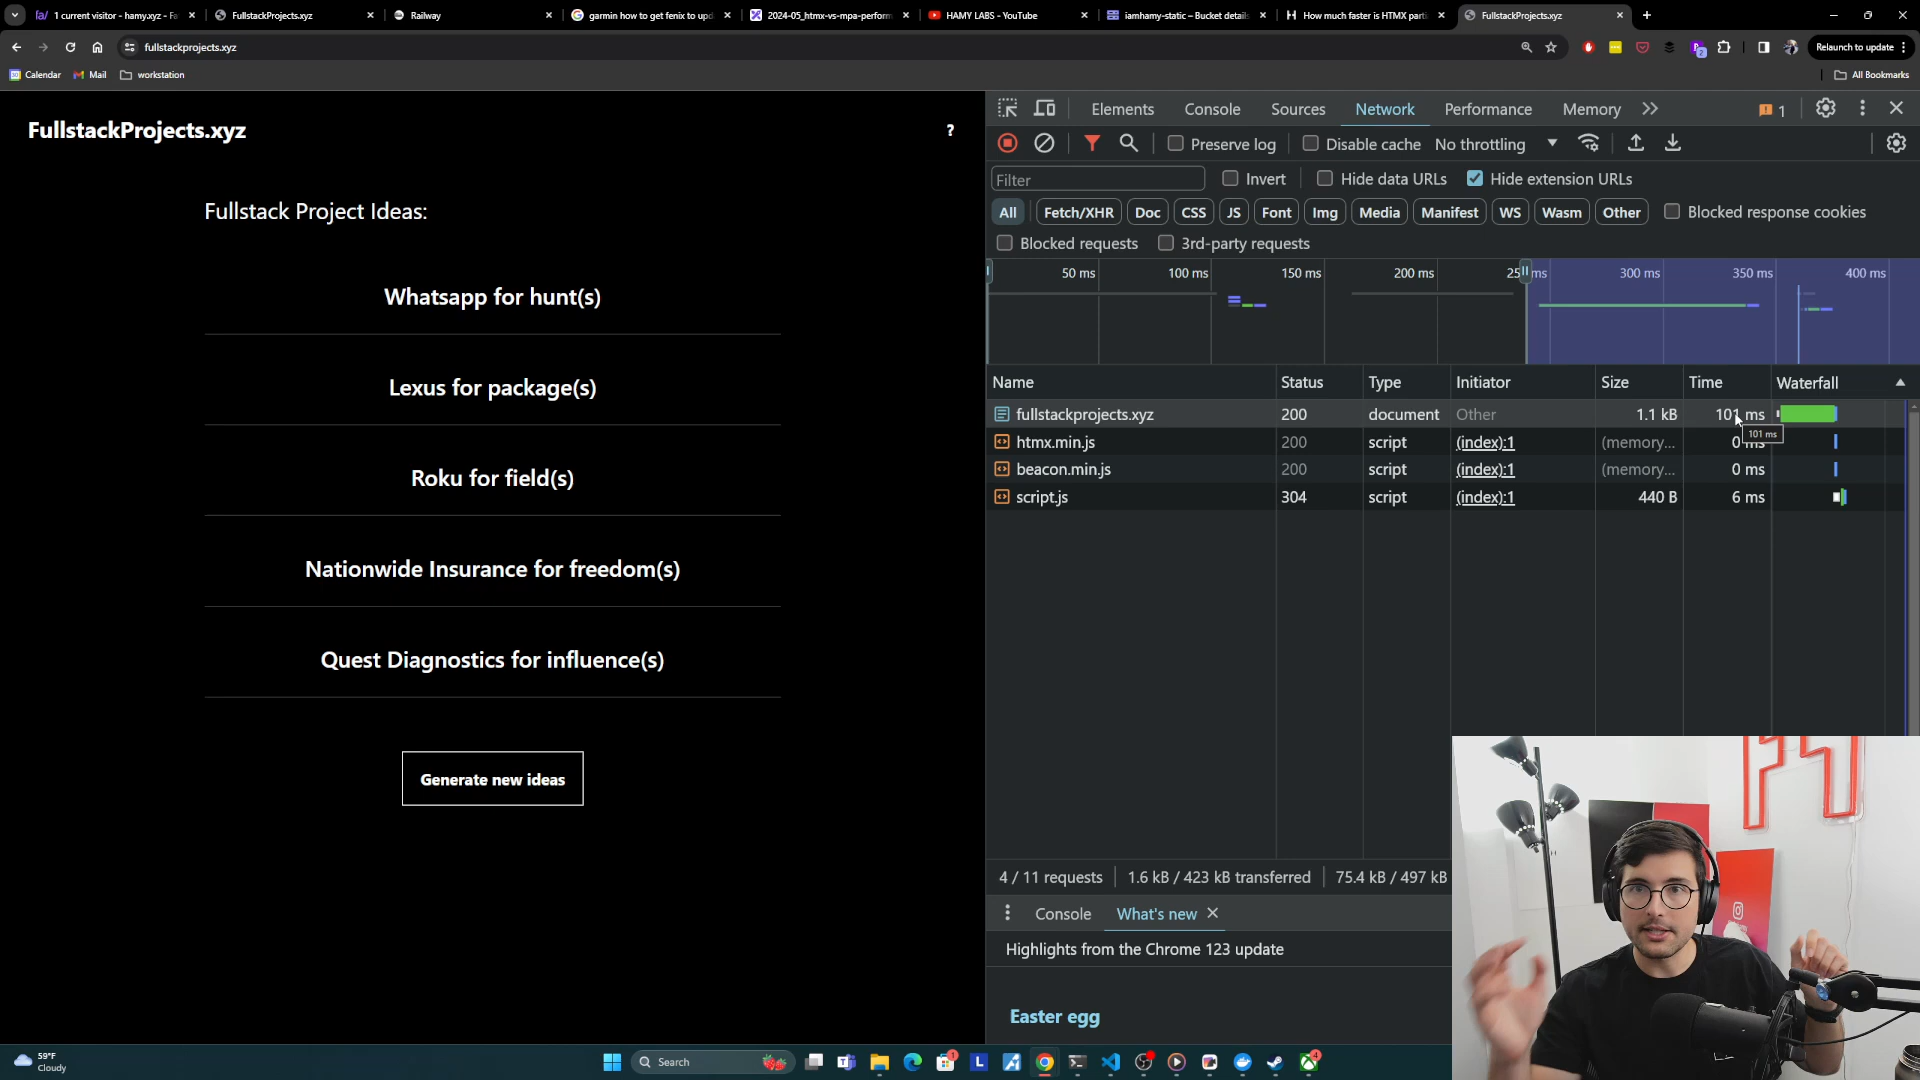 1 current visitor - hamy.xyz - Fa
FullstackProjects.xyz
Railway
garmin how to get fenix to upd
2024-05_htmx-vs-mpa-perform
HAMY LABS - YouTube
iamhamy-static – Bucket details
How much faster is HTMX parti
FullstackProjects.xyz
fullstackprojects.xyz
2
Relaunch to update
Calendar
Mail
workstation
All Bookmarks
FullstackProjects.xyz
?
Fullstack Project Ideas:
Whatsapp for hunt(s)
Lexus for package(s)
Roku for field(s)
Nationwide Insurance for freedom(s)
Quest Diagnostics for influence(s)
Generate new ideas
Elements Console Sources Network Performance Memory 1
Preserve log Disable cache No throttling
Filter Invert Hide data URLs Hide extension URLs
All Fetch/XHR Doc CSS JS Font Img Media Manifest WS Wasm Other Blocked response cookies
Blocked requests 3rd-party requests
50 ms 100 ms 150 ms 200 ms 25 ms 300 ms 350 ms 400 ms
Name Status Type Initiator Size Time Waterfall
fullstackprojects.xyz 200 document Other 1.1 kB 101 ms
101 ms
htmx.min.js 200 script (index):1 (memory... 0 ms
beacon.min.js 200 script (index):1 (memory... 0 ms
script.js 304 script (index):1 440 B 6 ms
4 / 11 requests 1.6 kB / 423 kB transferred 75.4 kB / 497 kB
Console What's new
Highlights from the Chrome 123 update
Easter egg
59°F
Cloudy
Search
1
L
4